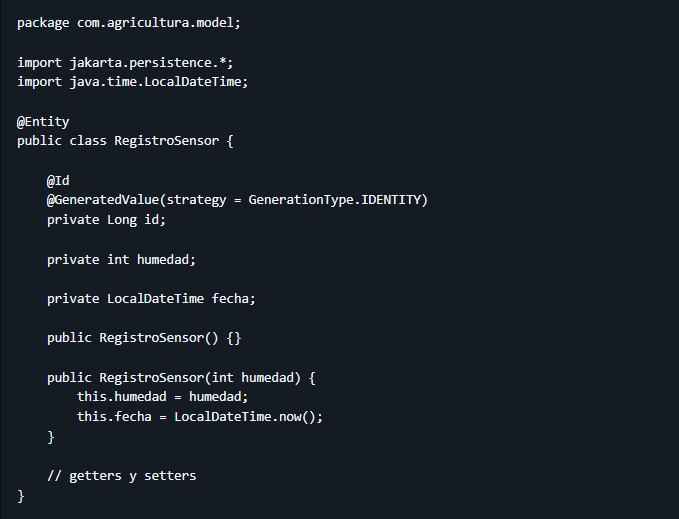 package com.agricultura.model;
import jakarta.persistence.*;
import java.time.LocalDateTime;
@Entity
public class RegistroSensor {
@Id
@GeneratedValue(strategy = GenerationType.IDENTITY)
private Long id;
private int humedad;
private LocalDateTime fecha;
public RegistroSensor() {}
public RegistroSensor(int humedad) {
this.humedad = humedad;
this.fecha = LocalDateTime.now();
}
// getters y setters
}